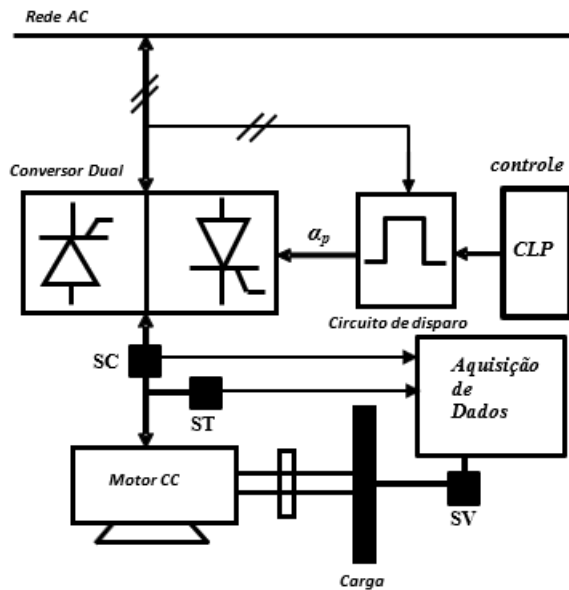 Rede AC
Conversor Dual
controle
α_p
CLP
Circuito de disparo
SC
Aquisição
de
Dados
ST
Motor CC
SV
Carga